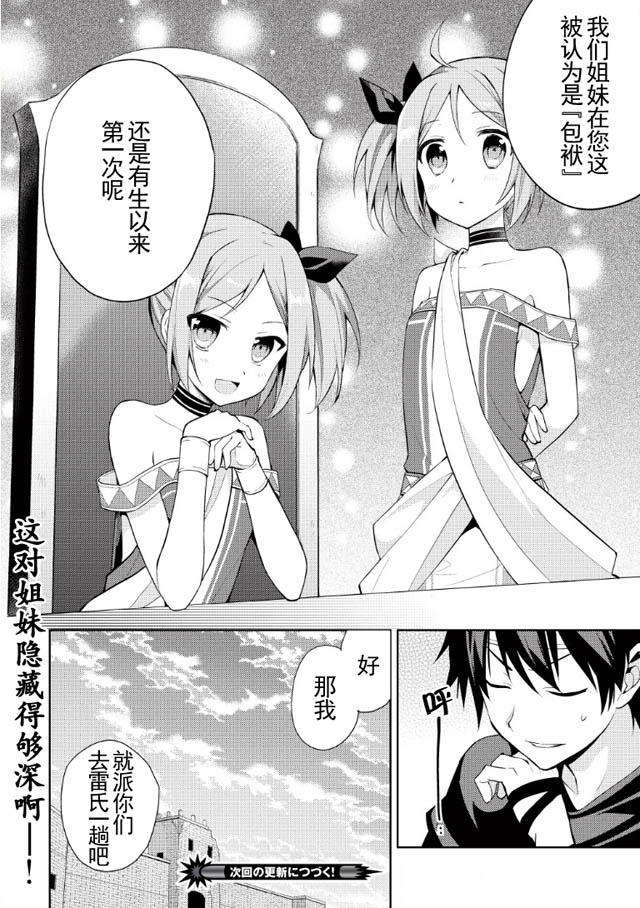 我们姐妹在您这
被认为是『包袱』
还是有生以来
第一次呢
呼…
好
那我
就派你们
去雷氏一趟吧
这对姐妹隐藏得够深啊——！
次回の更新につづく!